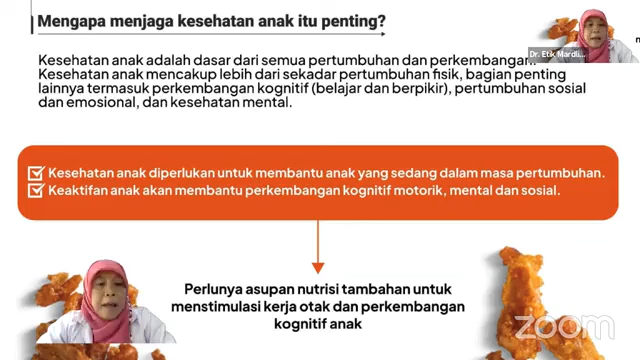 Mengapa menjaga kesehatan anak itu penting?
Dr. Etik Mardli...
Kesehatan anak adalah dasar dari semua pertumbuhan dan perkembangan.
Kesehatan anak mencakup lebih dari sekadar pertumbuhan fisik, bagian penting
lainnya termasuk perkembangan kognitif (belajar dan berpikir), pertumbuhan sosial
dan emosional, dan kesehatan mental.
Kesehatan anak diperlukan untuk membantu anak yang sedang dalam masa pertumbuhan.
Keaktifan anak akan membantu perkembangan kognitif motorik, mental dan sosial.
Perlunya asupan nutrisi tambahan untuk
menstimulasi kerja otak dan perkembangan
kognitif anak
zoom